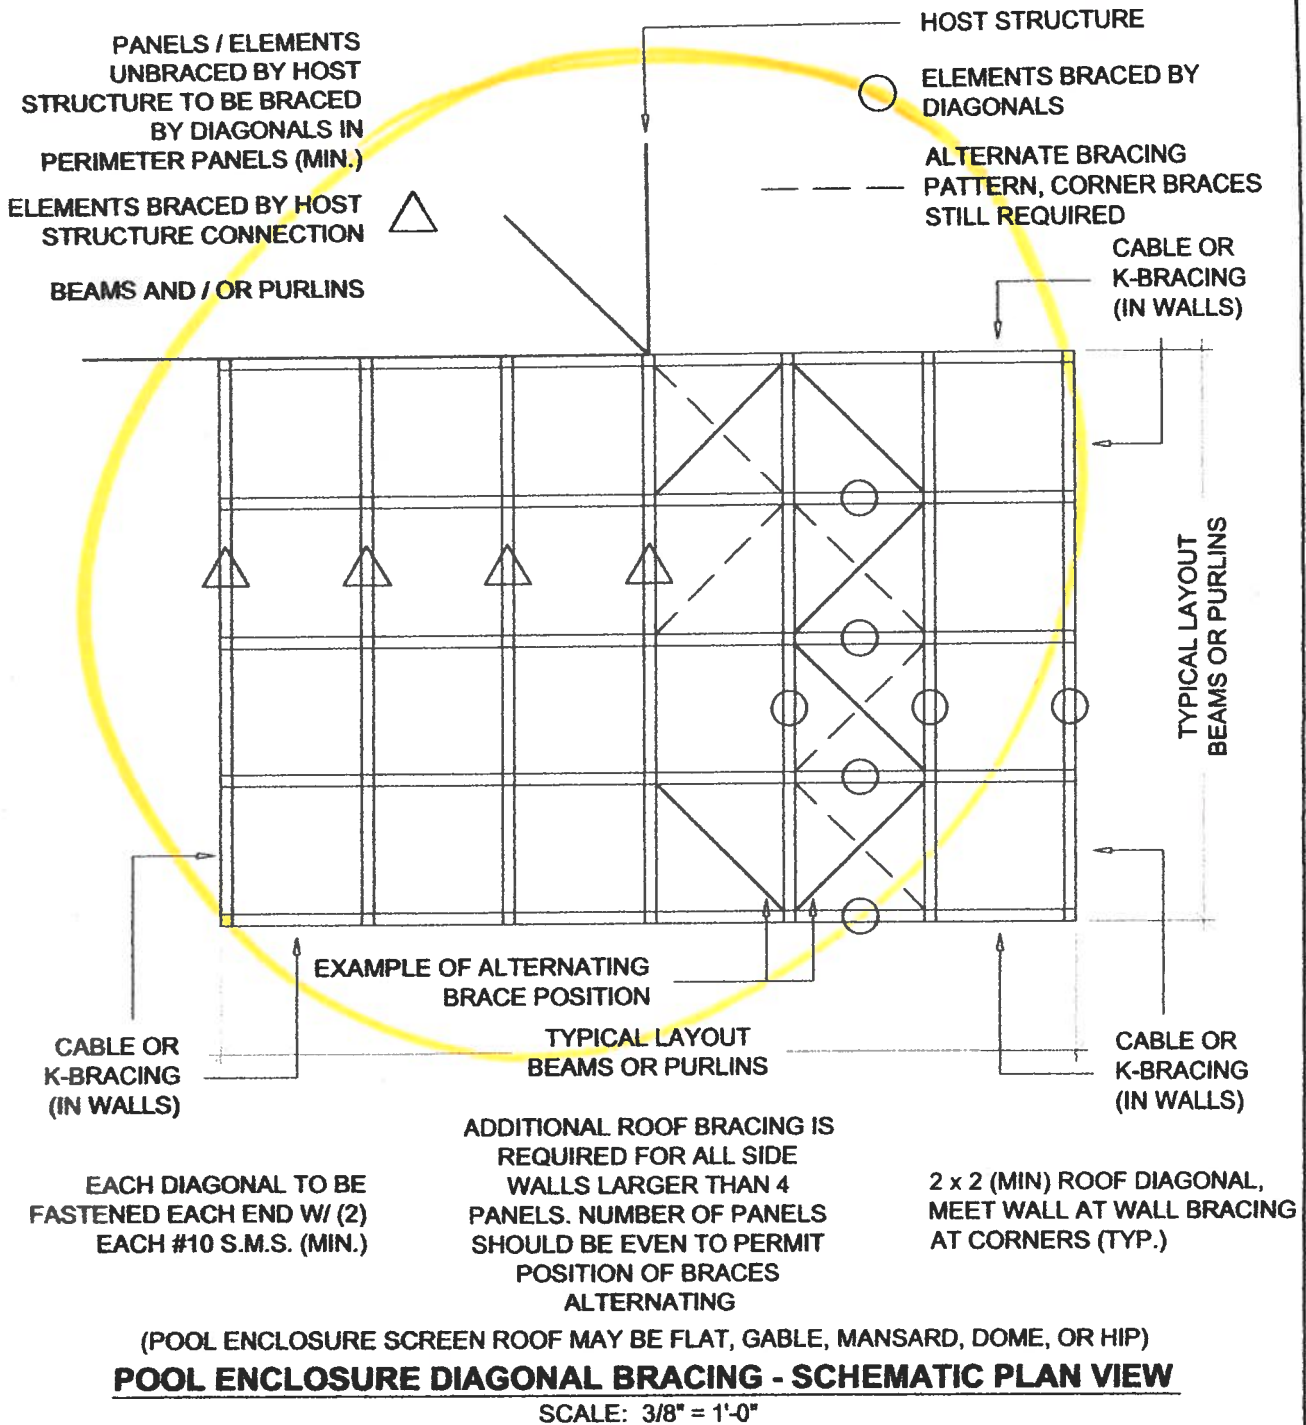 PANELS / ELEMENTS
UNBRACED BY HOST
STRUCTURE TO BE BRACED
BY DIAGONALS IN
PERIMETER PANELS (MIN.)
ELEMENTS BRACED BY HOST
STRUCTURE CONNECTION
BEAMS AND / OR PURLINS
HOST STRUCTURE
ELEMENTS BRACED BY
DIAGONALS
ALTERNATE BRACING
PATTERN, CORNER BRACES
STILL REQUIRED
CABLE OR
K-BRACING
(IN WALLS)
TYPICAL LAYOUT
BEAMS OR PURLINS
EXAMPLE OF ALTERNATING
BRACE POSITION
TYPICAL LAYOUT
BEAMS OR PURLINS
CABLE OR
K-BRACING
(IN WALLS)
CABLE OR
K-BRACING
(IN WALLS)
EACH DIAGONAL TO BE
FASTENED EACH END W/ (2)
EACH #10 S.M.S. (MIN.)
ADDITIONAL ROOF BRACING IS
REQUIRED FOR ALL SIDE
WALLS LARGER THAN 4
PANELS. NUMBER OF PANELS
SHOULD BE EVEN TO PERMIT
POSITION OF BRACES
ALTERNATING
2 x 2 (MIN) ROOF DIAGONAL,
MEET WALL AT WALL BRACING
AT CORNERS (TYP.)
(POOL ENCLOSURE SCREEN ROOF MAY BE FLAT, GABLE, MANSARD, DOME, OR HIP)
POOL ENCLOSURE DIAGONAL BRACING - SCHEMATIC PLAN VIEW
SCALE: 3/8" = 1'-0"